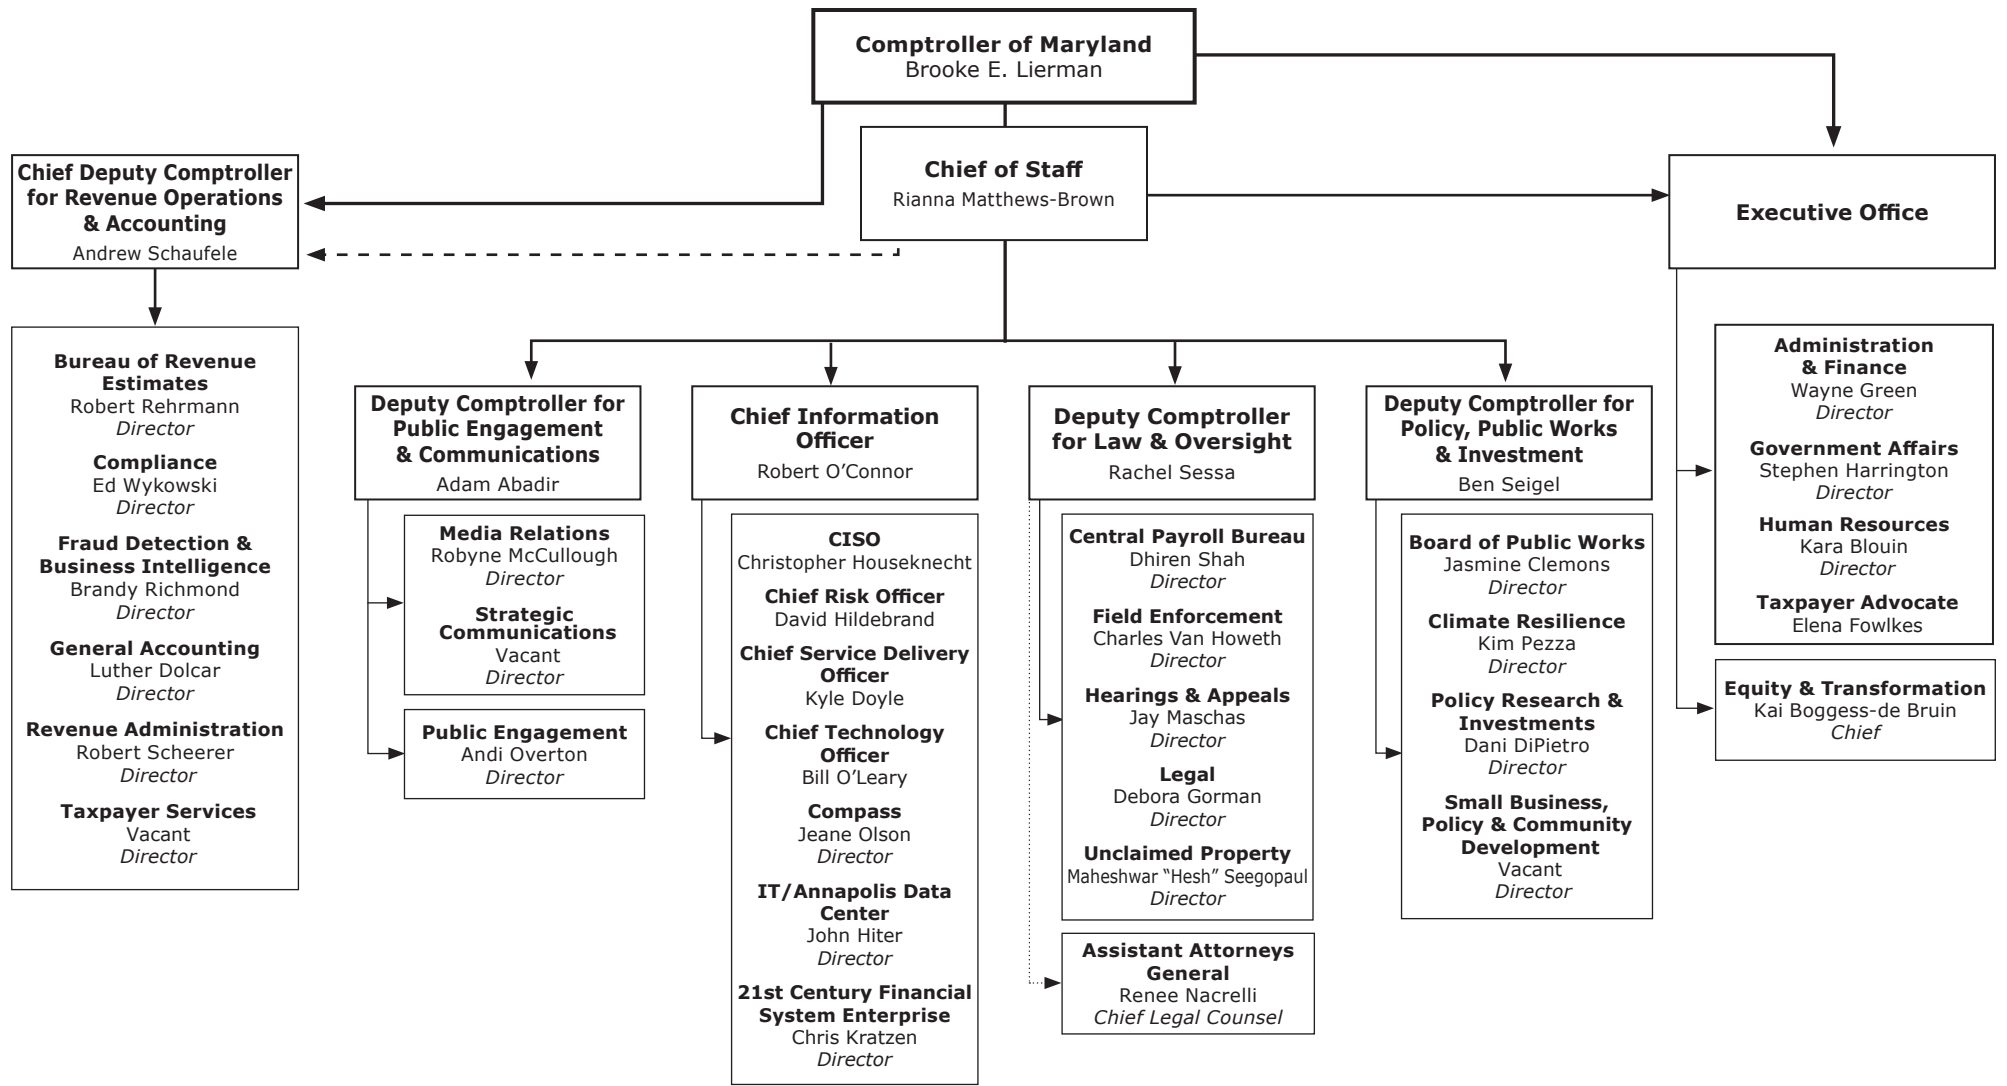 Comptroller of Maryland
Brooke E. Lierman
Chief of Staff
Rianna Matthews-Brown
Chief Deputy Comptroller
for Revenue Operations
& Accounting
Andrew Schaufele
Executive Office
Bureau of Revenue
Estimates
Robert Rehrmann
Director
Compliance
Ed Wykowski
Director
Fraud Detection &
Business Intelligence
Brandy Richmond
Director
General Accounting
Luther Dolcar
Director
Revenue Administration
Robert Scheerer
Director
Taxpayer Services
Vacant
Director
Deputy Comptroller for
Public Engagement
& Communications
Adam Abadir
Media Relations
Robyne McCullough
Director
Strategic
Communications
Vacant
Director
Public Engagement
Andi Overton
Director
Chief Information
Officer
Robert O’Connor
CISO
Christopher Houseknecht
Chief Risk Officer
David Hildebrand
Chief Service Delivery
Officer
Kyle Doyle
Chief Technology
Officer
Bill O’Leary
Compass
Jeane Olson
Director
IT/Annapolis Data
Center
John Hiter
Director
21st Century Financial
System Enterprise
Chris Kratzen
Director
Deputy Comptroller
for Law & Oversight
Rachel Sessa
Central Payroll Bureau
Dhiren Shah
Director
Field Enforcement
Charles Van Howeth
Director
Hearings & Appeals
Jay Maschas
Director
Legal
Debora Gorman
Director
Unclaimed Property
Maheshwar “Hesh” Seegopaul
Director
Assistant Attorneys
General
Renee Nacrelli
Chief Legal Counsel
Deputy Comptroller for
Policy, Public Works
& Investment
Ben Seigel
Board of Public Works
Jasmine Clemons
Director
Climate Resilience
Kim Pezza
Director
Policy Research &
Investments
Dani DiPietro
Director
Small Business,
Policy & Community
Development
Vacant
Director
Administration
& Finance
Wayne Green
Director
Government Affairs
Stephen Harrington
Director
Human Resources
Kara Blouin
Director
Taxpayer Advocate
Elena Fowlkes
Equity & Transformation
Kai Boggess-de Bruin
Chief